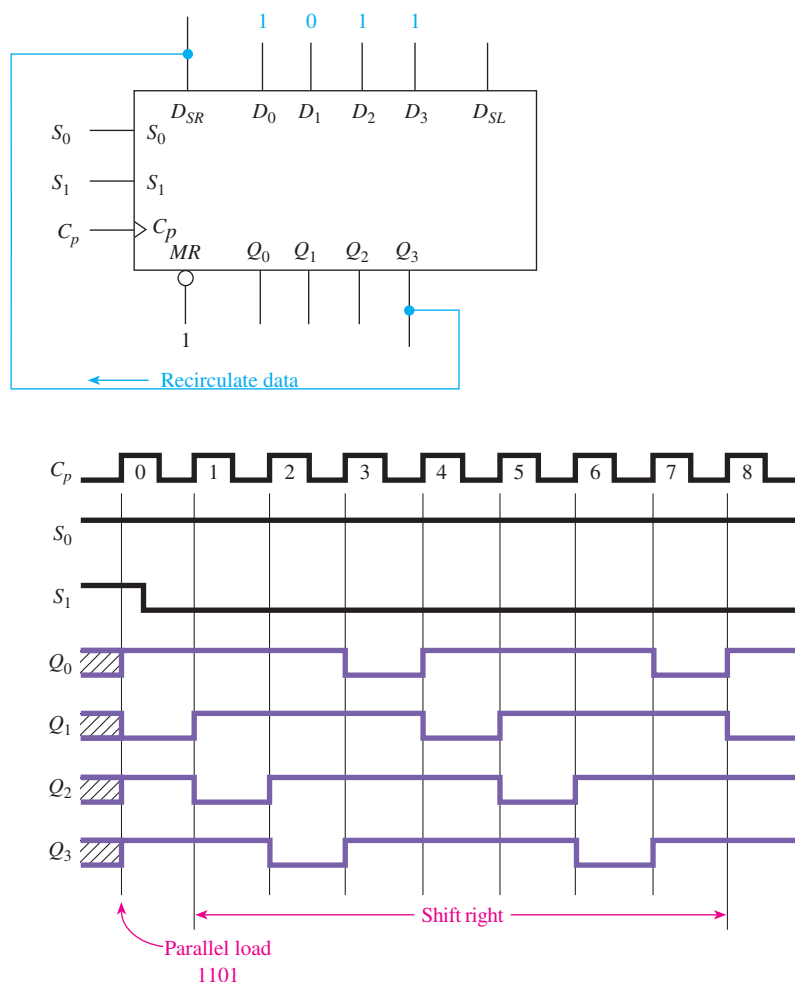 1 0 1 1
D_SR D_0 D_1 D_2 D_3 D_SL
S_0 S_0
S_1 S_1
C_p C_p
MR Q_0 Q_1 Q_2 Q_3
1
Recirculate data
C_p 0 1 2 3 4 5 6 7 8
S_0
S_1
Q_0
Q_1
Q_2
Q_3
Shift right
Parallel load
1101